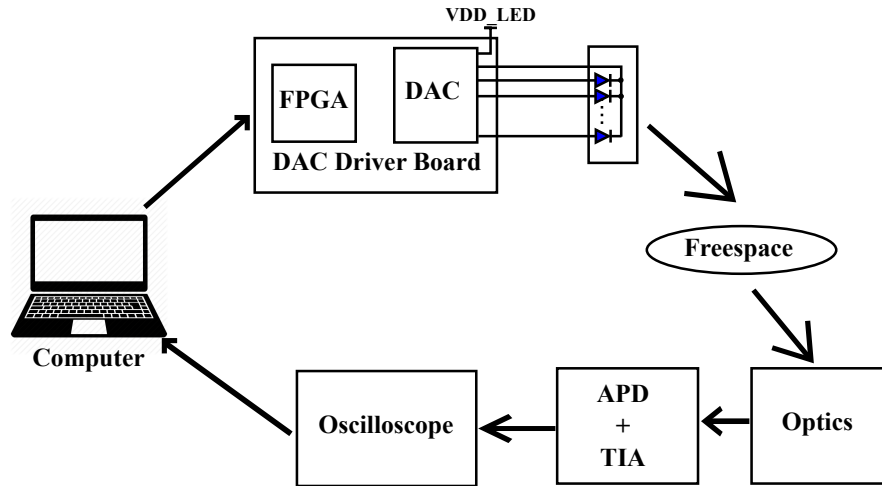 VDD_LED
FPGA
DAC
DAC Driver Board
Freespace
Computer
Oscilloscope
APD
+
TIA
Optics